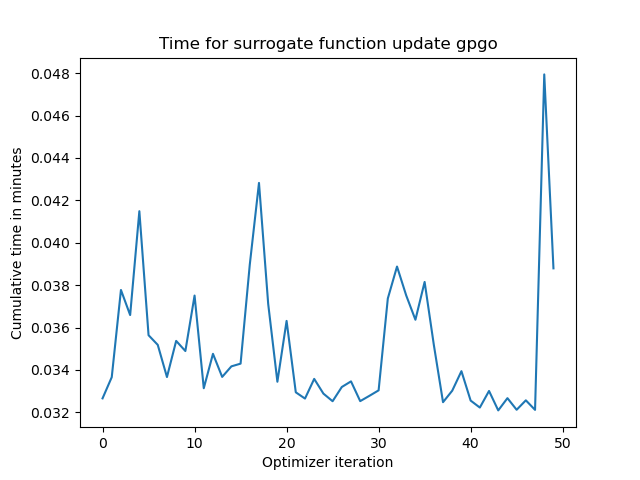 Time for surrogate function update gpgo
Cumulative time in minutes
0.048
0.046
0.044
0.042
0.040
0.038
0.036
0.034
0.032
0 10 20 30 40 50
Optimizer iteration